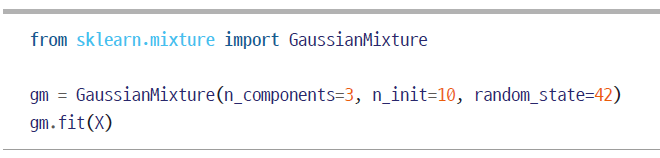 from sklearn.mixture import GaussianMixture
gm = GaussianMixture(n_components=3, n_init=10, random_state=42)
gm.fit(X)